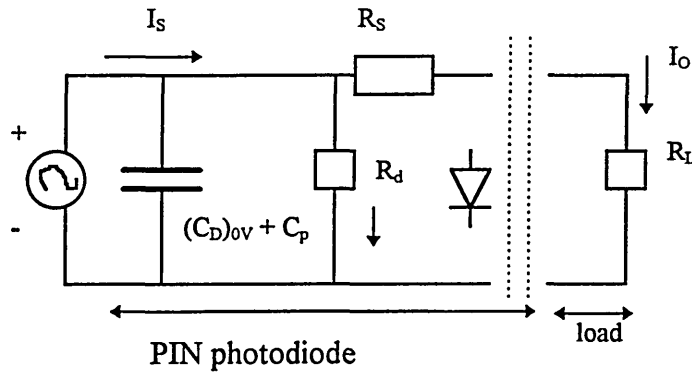 I_S
R_S
I_O
+
R_d
R_L
-
(C_D)_0V + C_p
load
PIN photodiode